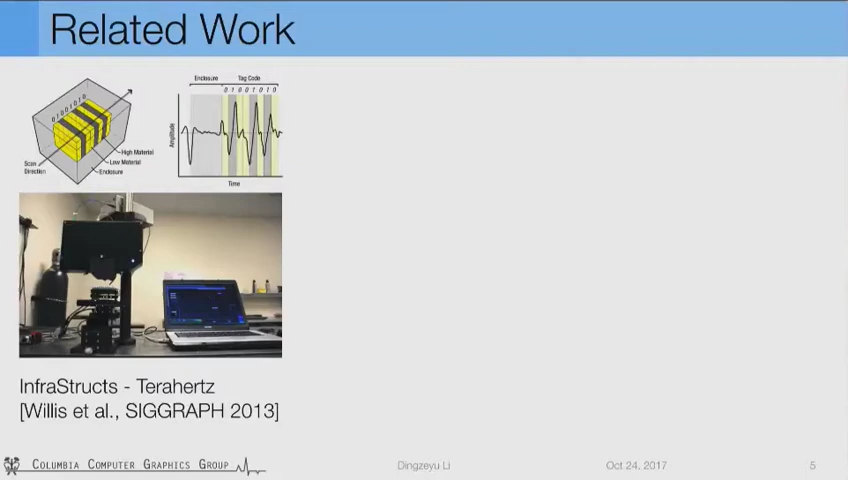 Related Work
Enclosure Tag Code
0 1 0 0 1 0 1 0
01001010
Amplitude
High Material
Low Material
Enclosure
Scan
Direction
Time
InfraStructs - Terahertz
[Willis et al., SIGGRAPH 2013]
COLUMBIA COMPUTER GRAPHICS GROUP
Dingzeyu Li
Oct 24, 2017
5